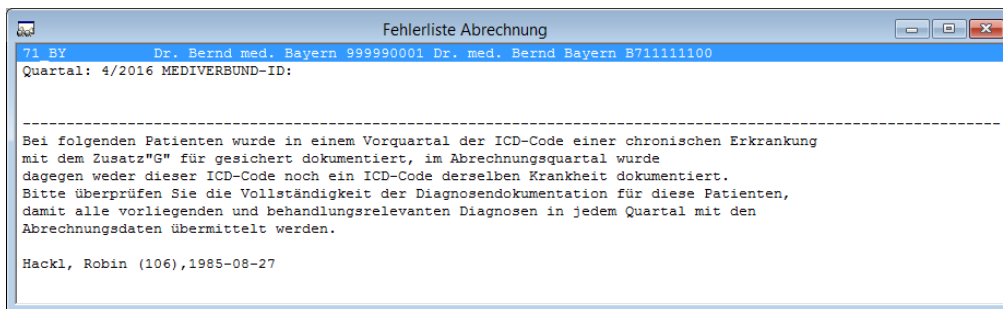 Fehlerliste Abrechnung
71_BY Dr. Bernd med. Bayern 999990001 Dr. med. Bernd Bayern B711111100
Quartal: 4/2016 MEDIVERBUND-ID:
--------------------------------------------------------------------------------------------------------------
Bei folgenden Patienten wurde in einem Vorquartal der ICD-Code einer chronischen Erkrankung
mit dem Zusatz"G" für gesichert dokumentiert, im Abrechnungsquartal wurde
dagegen weder dieser ICD-Code noch ein ICD-Code derselben Krankheit dokumentiert.
Bitte überprüfen Sie die Vollständigkeit der Diagnosendokumentation für diese Patienten,
damit alle vorliegenden und behandlungsrelevanten Diagnosen in jedem Quartal mit den
Abrechnungsdaten übermittelt werden.
Hackl, Robin (106),1985-08-27